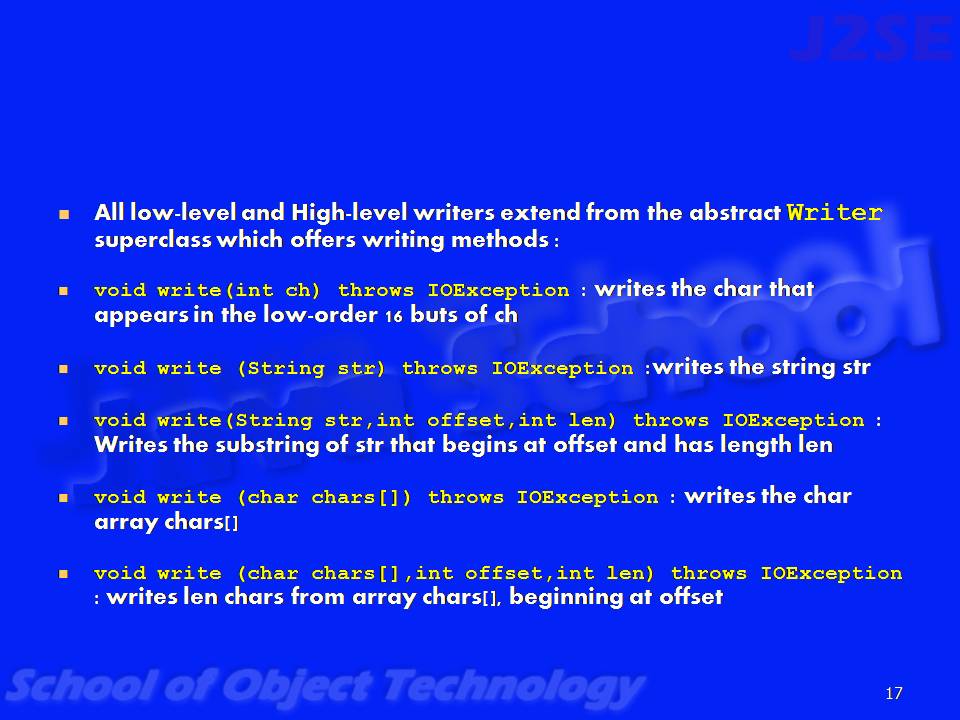 J2SE
All low-level and High-level writers extend from the abstract Writer
superclass which offers writing methods :
void write(int ch) throws IOException : writes the char that
appears in the low-order 16 buts of ch
void write (String str) throws IOException :writes the string str
void write(String str,int offset,int len) throws IOException :
Writes the substring of str that begins at offset and has length len
void write (char chars[]) throws IOException : writes the char
array chars[]
void write (char chars[],int offset,int len) throws IOException
: writes len chars from array chars[], beginning at offset
Java School
School of Object Technology
17